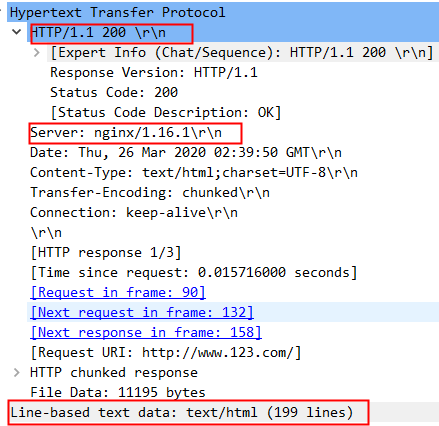 Hypertext Transfer Protocol
HTTP/1.1 200 \r\n
[Expert Info (Chat/Sequence): HTTP/1.1 200 \r\n]
Response Version: HTTP/1.1
Status Code: 200
[Status Code Description: OK]
Server: nginx/1.16.1\r\n
Date: Thu, 26 Mar 2020 02:39:50 GMT\r\n
Content-Type: text/html;charset=UTF-8\r\n
Transfer-Encoding: chunked\r\n
Connection: keep-alive\r\n
\r\n
[HTTP response 1/3]
[Time since request: 0.015716000 seconds]
[Request in frame: 90]
[Next request in frame: 132]
[Next response in frame: 158]
[Request URI: http://www.123.com/]
HTTP chunked response
File Data: 11195 bytes
Line-based text data: text/html (199 lines)